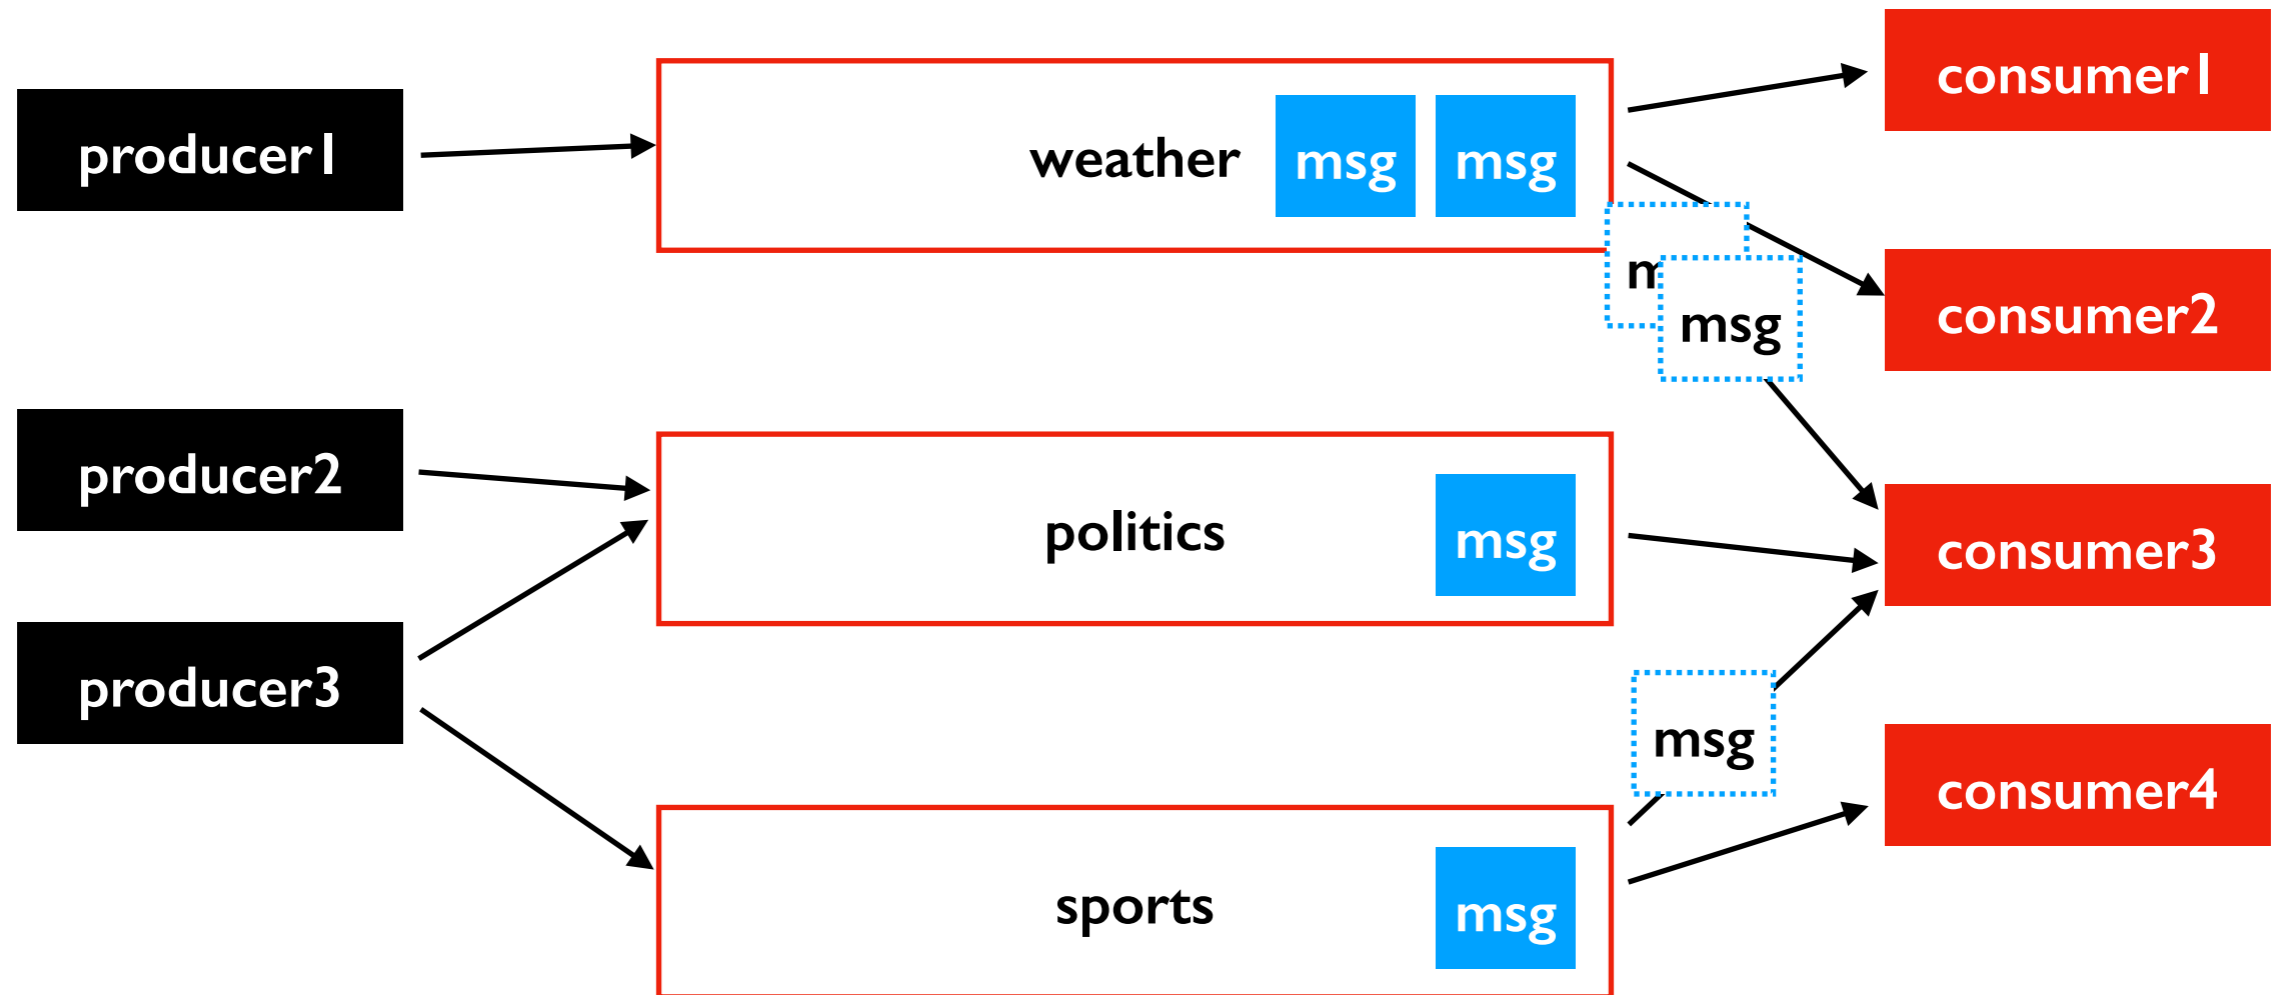 producer1
weather
msg
msg
consumer1
consumer2
msg
producer2
politics
msg
consumer3
producer3
msg
consumer4
sports
msg